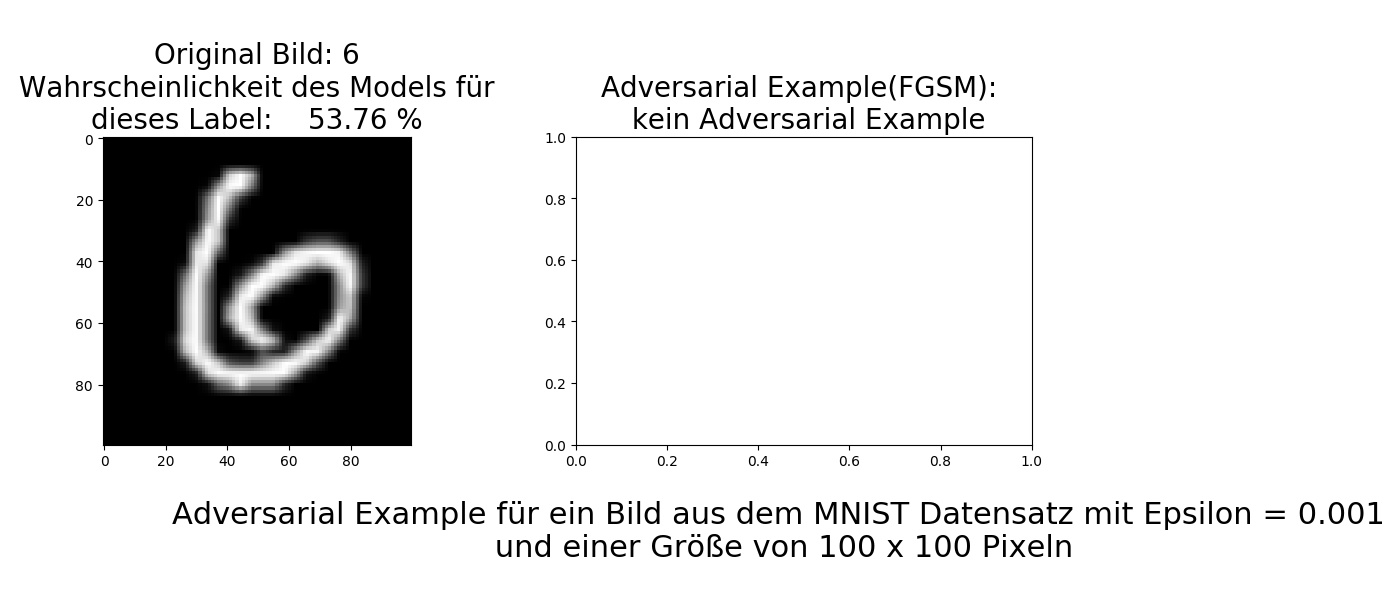 Original Bild: 6
Wahrscheinlichkeit des Models für
dieses Label:    53.76 %
0
20
40
60
80
0 20 40 60 80
Adversarial Example(FGSM):
kein Adversarial Example
1.0
0.8
0.6
0.4
0.2
0.0
0.0 0.2 0.4 0.6 0.8 1.0
Adversarial Example für ein Bild aus dem MNIST Datensatz mit Epsilon = 0.001
und einer Größe von 100 x 100 Pixeln